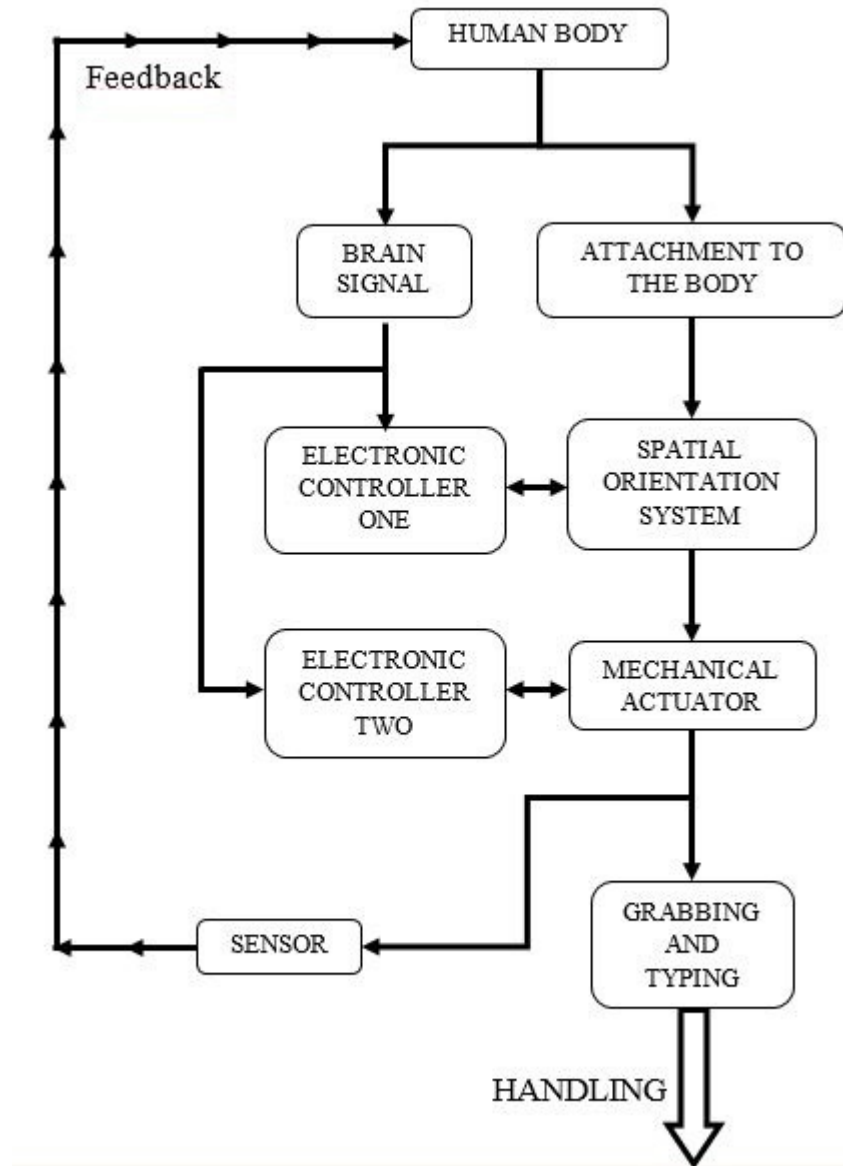 HUMAN BODY
Feedback
BRAIN
SIGNAL
ATTACHMENT TO
THE BODY
ELECTRONIC
CONTROLLER
ONE
SPATIAL
ORIENTATION
SYSTEM
ELECTRONIC
CONTROLLER
TWO
MECHANICAL
ACTUATOR
SENSOR
GRABBING
AND
TYPING
HANDLING